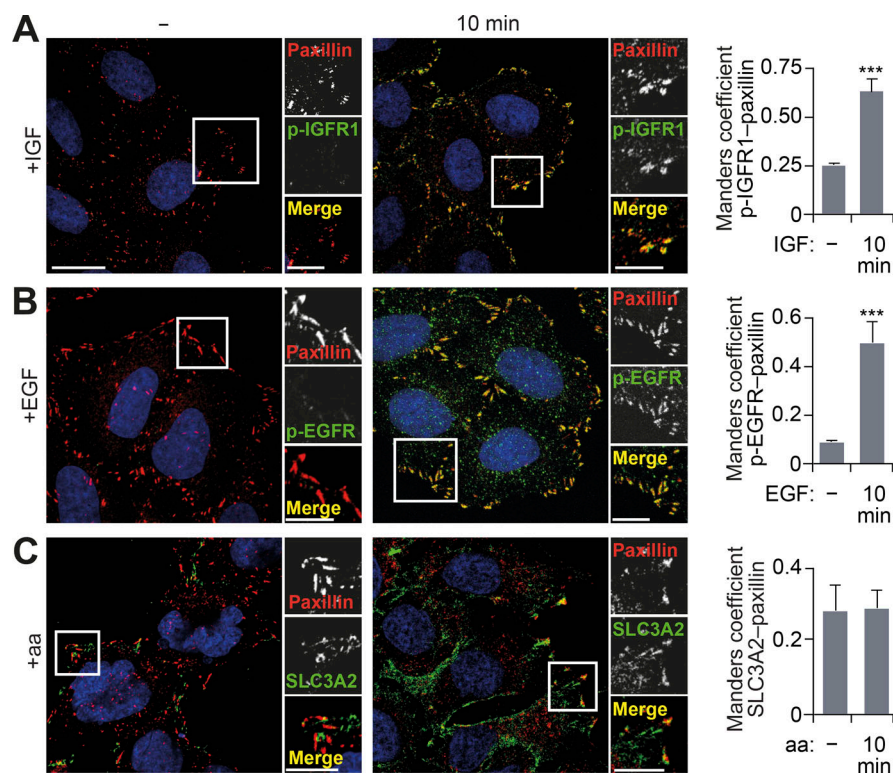 – 10 min
A
+IGF
Paxillin
p-IGFR1
Merge
Paxillin
p-IGFR1
Merge
Manders coefficient
p-IGFR1–paxillin
0.75
0.50
0.25
0
***
IGF: – 10
min
B
+EGF
Paxillin
p-EGFR
Merge
Paxillin
p-EGFR
Merge
Manders coefficient
p-EGFR–paxillin
0.6
0.4
0.2
0
***
EGF: – 10
min
C
+aa
Paxillin
SLC3A2
Merge
Paxillin
SLC3A2
Merge
Manders coefficient
SLC3A2–paxillin
0.4
0.2
0
aa: – 10
min